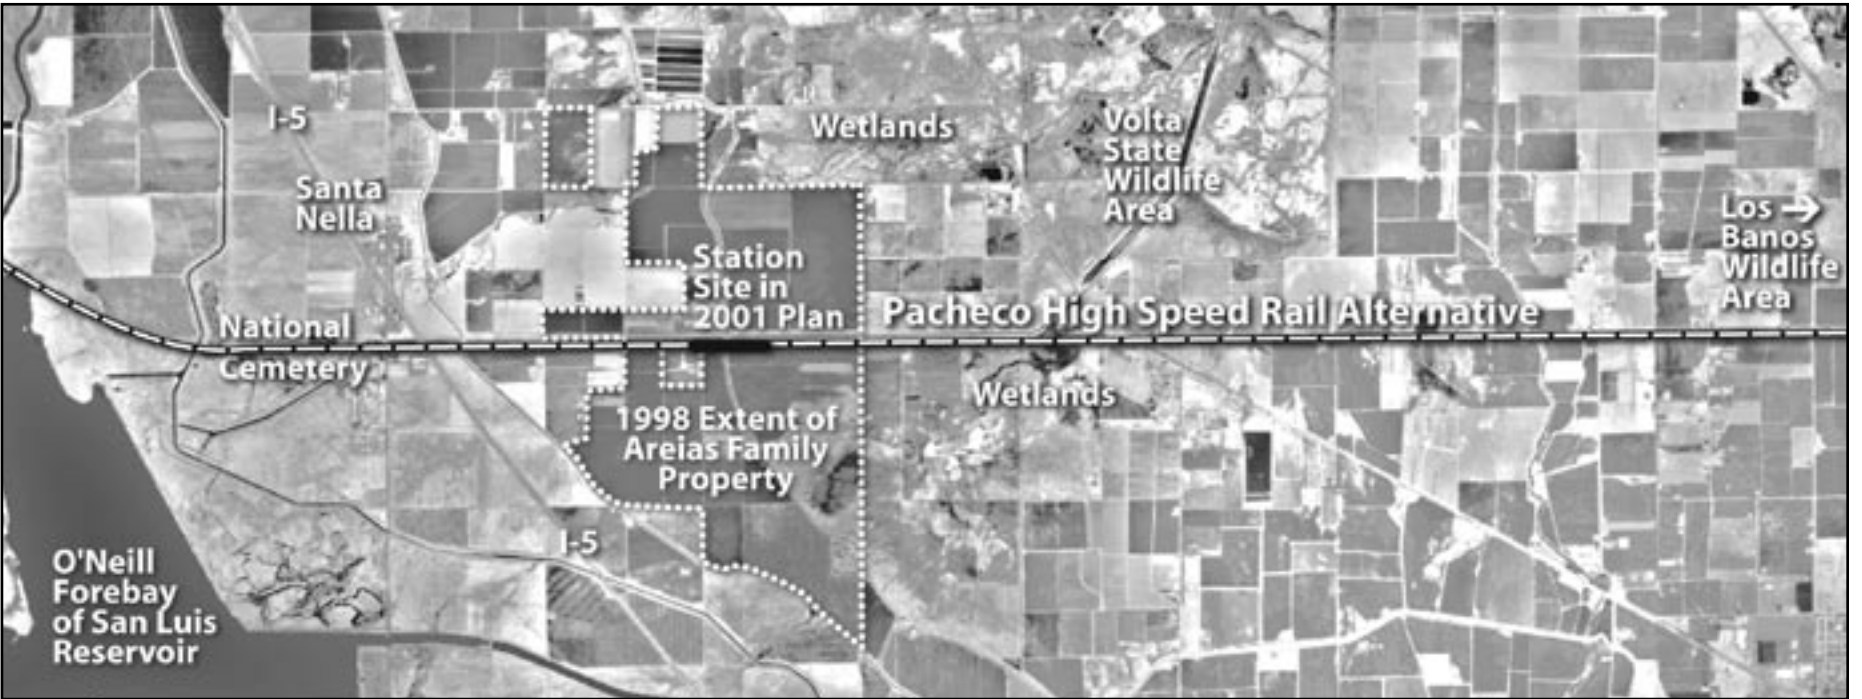 I-5
Wetlands
Volta
State
Wildlife
Area
Santa
Nella
Los →
Banos
Wildlife
Area
Station
Site in
2001 Plan
Pacheco High Speed Rail Alternative
National
Cemetery
Wetlands
1998 Extent of
Areias Family
Property
I-5
O'Neill
Forebay
of San Luis
Reservoir